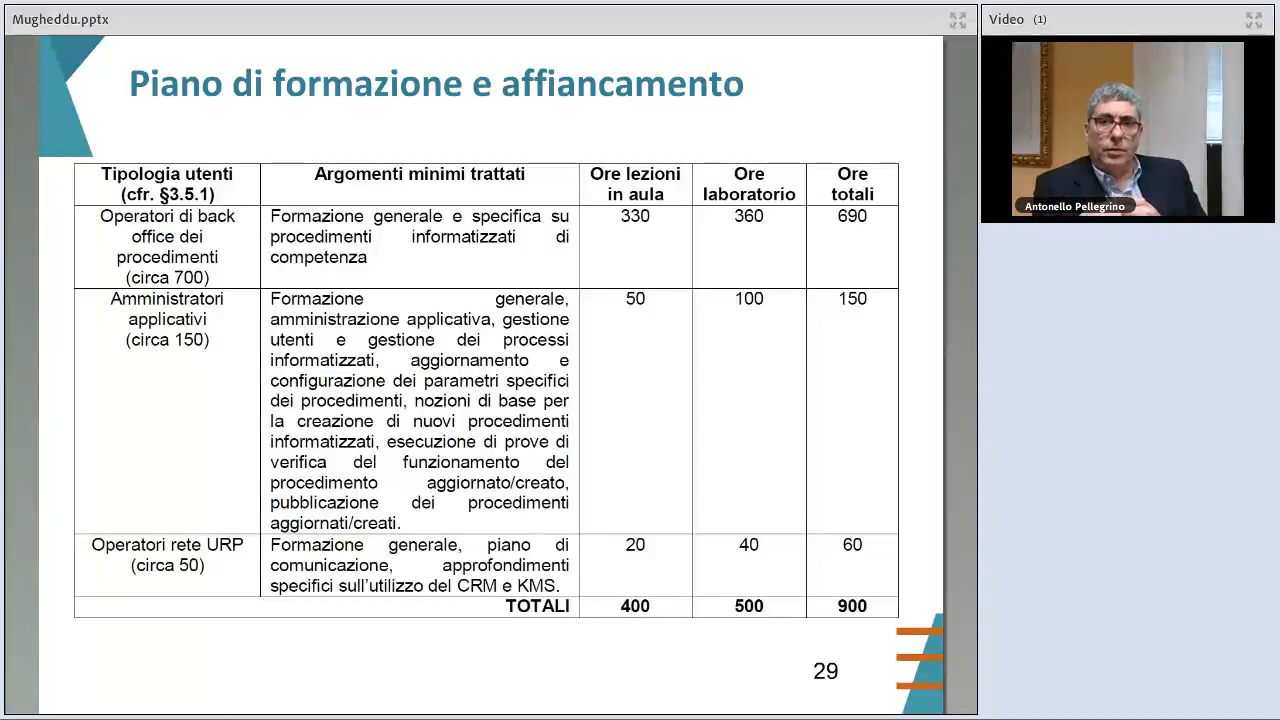 Mugheddu.pptx
Video (1)
Piano di formazione e affiancamento
Tipologia utenti
(cfr. §3.5.1)
Argomenti minimi trattati
Ore lezioni
in aula
Ore
laboratorio
Ore
totali
Operatori di back
office dei
procedimenti
(circa 700)
Formazione generale e specifica su
procedimenti informatizzati di
competenza
330
360
690
Amministratori
applicativi
(circa 150)
Formazione generale,
amministrazione applicativa, gestione
utenti e gestione dei processi
informatizzati, aggiornamento e
configurazione dei parametri specifici
dei procedimenti, nozioni di base per
la creazione di nuovi procedimenti
informatizzati, esecuzione di prove di
verifica del funzionamento del
procedimento aggiornato/creato,
pubblicazione dei procedimenti
aggiornati/creati.
50
100
150
Operatori rete URP
(circa 50)
Formazione generale, piano di
comunicazione, approfondimenti
specifici sull'utilizzo del CRM e KMS.
20
40
60
TOTALI
400
500
900
29
Antonello Pellegrino